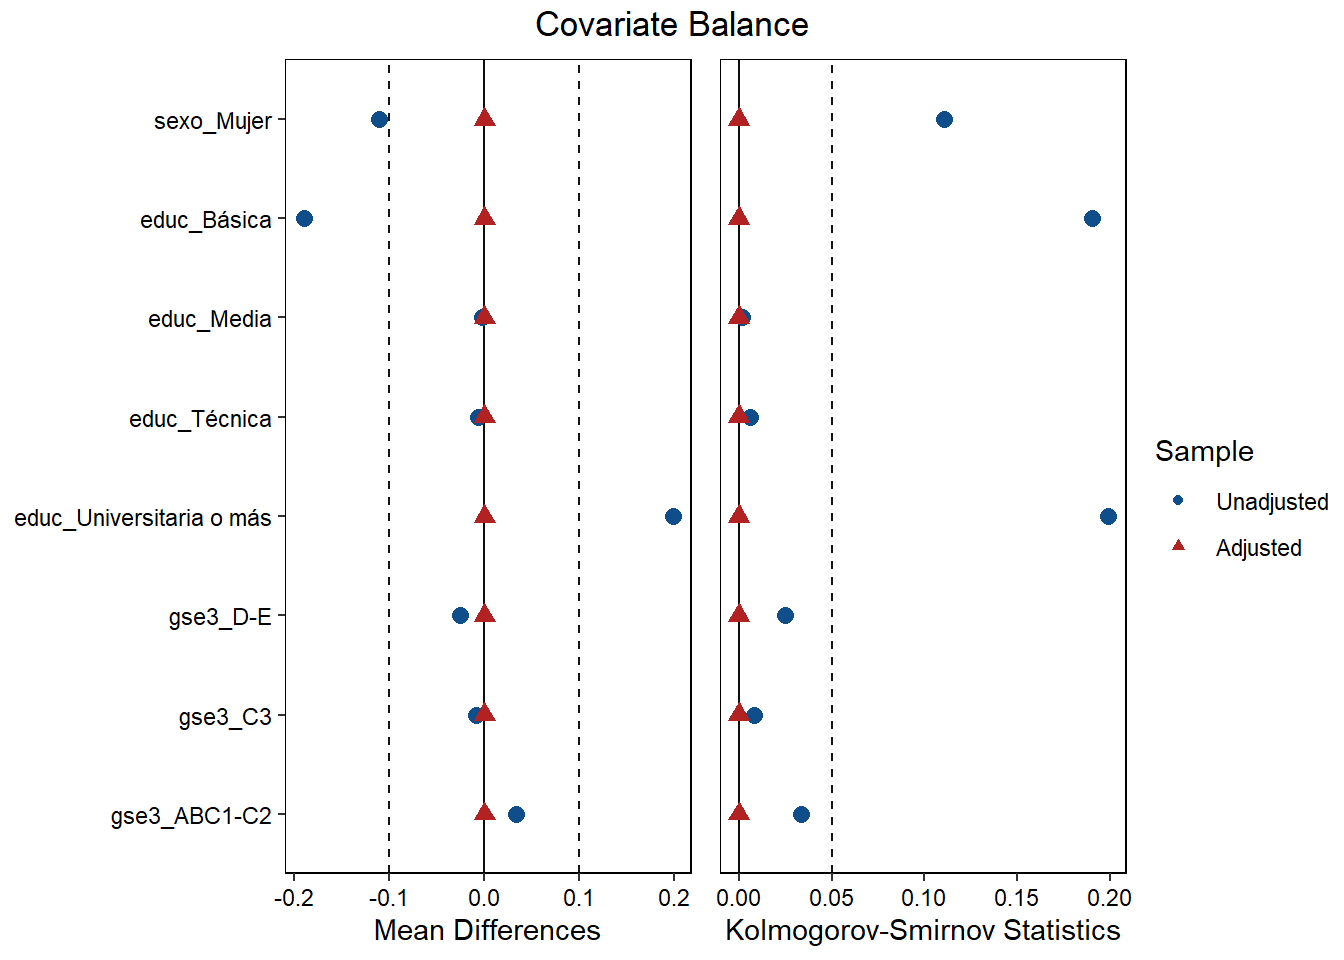 Covariate Balance
sexo_Mujer
educ_Básica
educ_Media
educ_Técnica
educ_Universitaria o más
gse3_D-E
gse3_C3
gse3_ABC1-C2
-0.2 -0.1 0.0 0.1 0.2
Mean Differences
0.00 0.05 0.10 0.15 0.20
Kolmogorov-Smirnov Statistics
Sample
Unadjusted
Adjusted